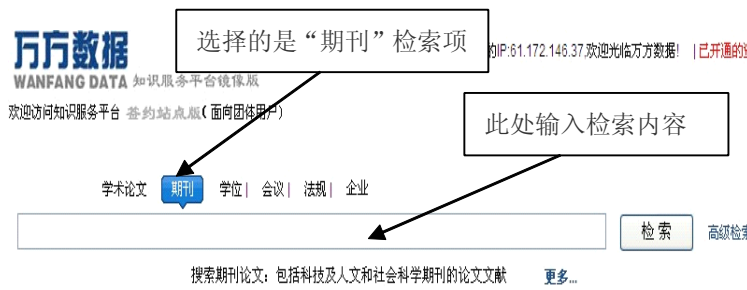 万方数据
WANFANG DATA 知识服务平台镜像版
选择的是“期刊”检索项
的IP:61.172.146.37,欢迎光临万方数据! |已开通的
欢迎访问知识服务平台 签约站点版(面向团体用户)
此处输入检索内容
学术论文 期刊 学位| 会议| 法规| 企业
检索 高级检索
搜索期刊论文：包括科技及人文和社会科学期刊的论文文献 更多...